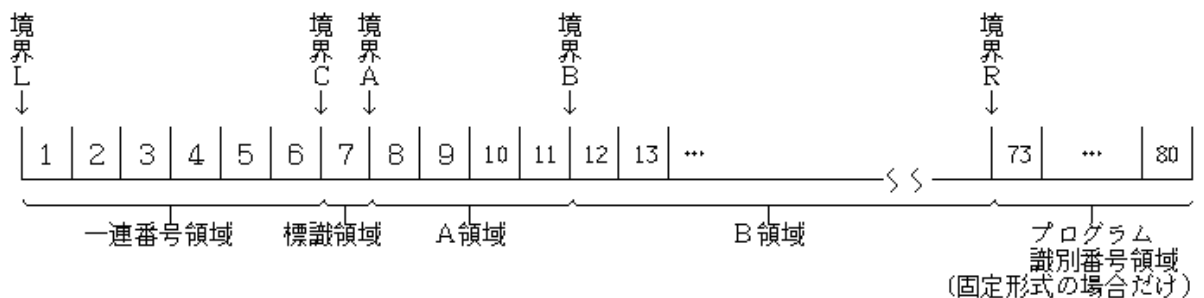 境界L
境界C
境界A
境界B
境界R
1 2 3 4 5 6 7 8 9 10 11 12 13 … 73 … 80
一連番号領域
標識領域
A領域
B領域
プログラム
識別番号領域
(固定形式の場合だけ)